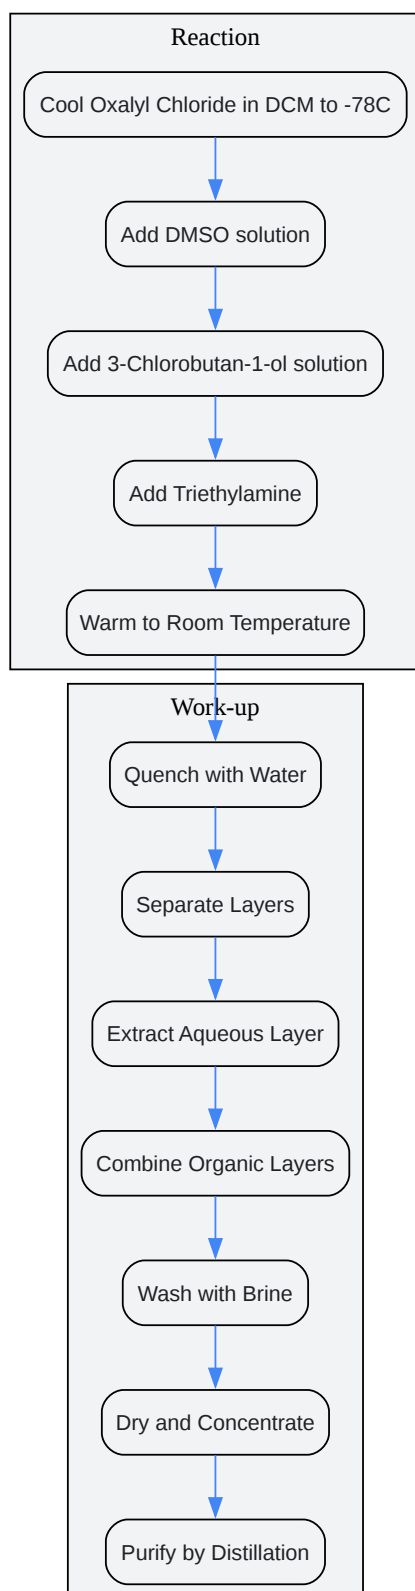 Reaction
Cool Oxalyl Chloride in DCM to -78C
Add DMSO solution
Add 3-Chlorobutan-1-ol solution
Add Triethylamine
Warm to Room Temperature
Work-up
Quench with Water
Separate Layers
Extract Aqueous Layer
Combine Organic Layers
Wash with Brine
Dry and Concentrate
Purify by Distillation